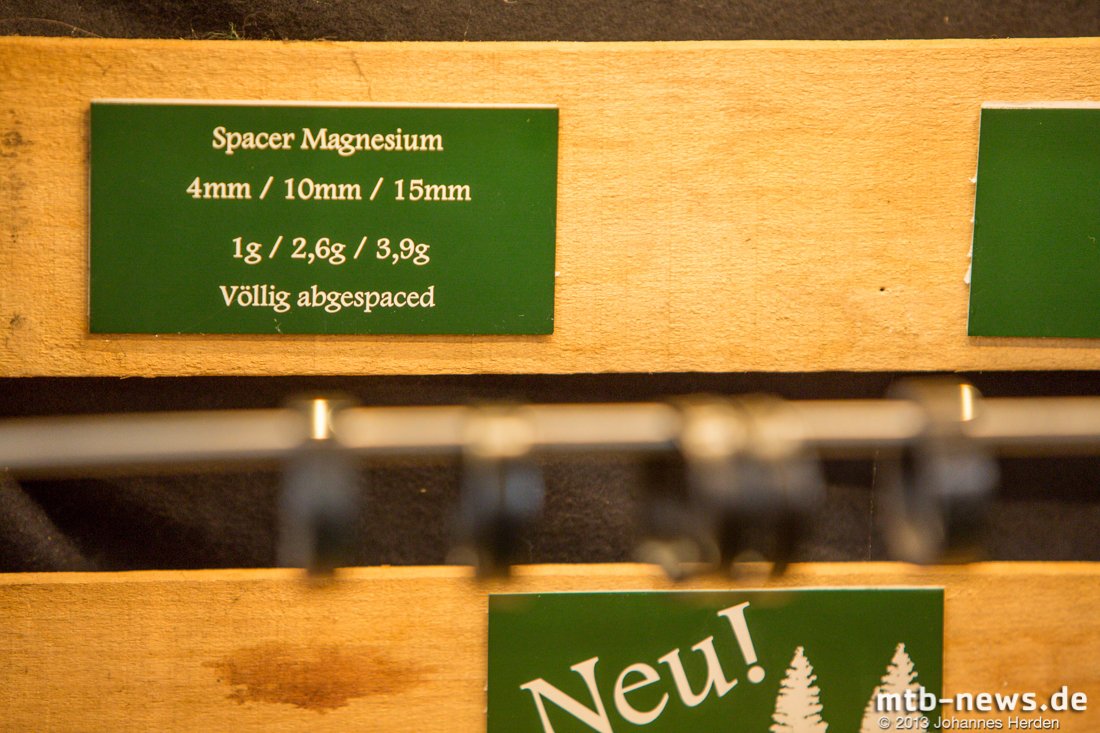 Spacer Magnesium
4mm / 10mm / 15mm
1g / 2,6g / 3,9g
Völlig abgespaced
Neu!
mtb-news.de
© 2013 Johannes Herden